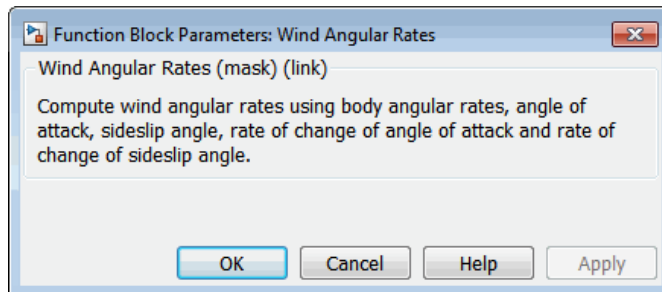 Function Block Parameters: Wind Angular Rates
Wind Angular Rates (mask) (link)
Compute wind angular rates using body angular rates, angle of
attack, sideslip angle, rate of change of angle of attack and rate of
change of sideslip angle.
OK Cancel Help Apply